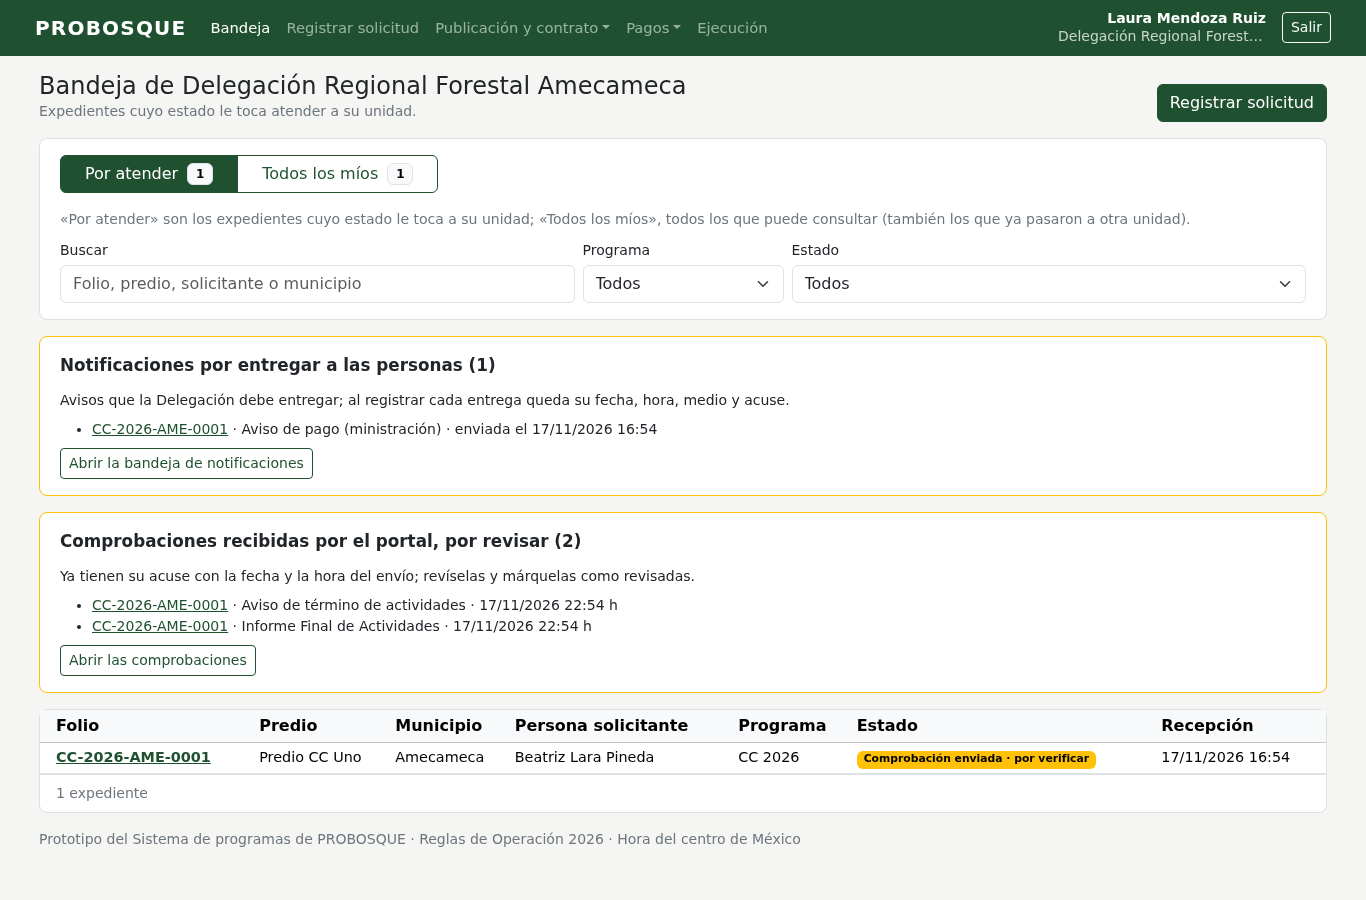 PROBOSQUE Bandeja Registrar solicitud Publicación y contrato Pagos Ejecución
Laura Mendoza Ruiz
Delegación Regional Forest…
Salir
Bandeja de Delegación Regional Forestal Amecameca
Expedientes cuyo estado le toca atender a su unidad.
Registrar solicitud
Por atender 1 Todos los míos 1
«Por atender» son los expedientes cuyo estado le toca a su unidad; «Todos los míos», todos los que puede consultar (también los que ya pasaron a otra unidad).
Buscar Programa Estado
Folio, predio, solicitante o municipio Todos Todos
Notificaciones por entregar a las personas (1)
Avisos que la Delegación debe entregar; al registrar cada entrega queda su fecha, hora, medio y acuse.
• CC-2026-AME-0001 · Aviso de pago (ministración) · enviada el 17/11/2026 16:54
Abrir la bandeja de notificaciones
Comprobaciones recibidas por el portal, por revisar (2)
Ya tienen su acuse con la fecha y la hora del envío; revíselas y márquelas como revisadas.
• CC-2026-AME-0001 · Aviso de término de actividades · 17/11/2026 22:54 h
• CC-2026-AME-0001 · Informe Final de Actividades · 17/11/2026 22:54 h
Abrir las comprobaciones
Folio Predio Municipio Persona solicitante Programa Estado Recepción
CC-2026-AME-0001 Predio CC Uno Amecameca Beatriz Lara Pineda CC 2026 Comprobación enviada · por verificar 17/11/2026 16:54
1 expediente
Prototipo del Sistema de programas de PROBOSQUE · Reglas de Operación 2026 · Hora del centro de México